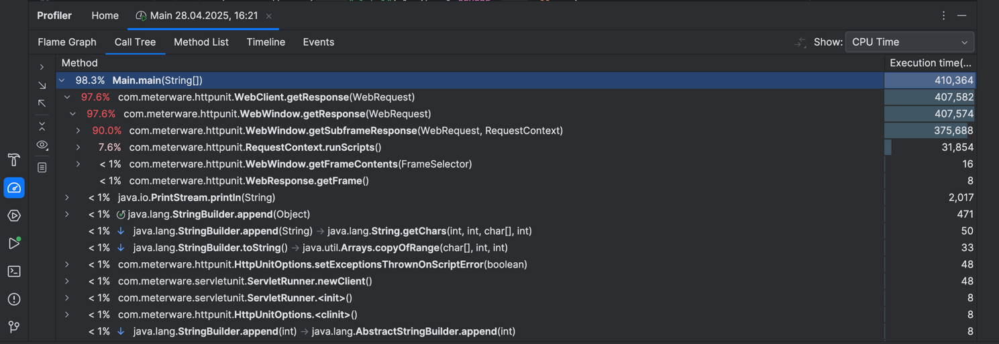 Profiler Home Main 28.04.2025, 16:21
Flame Graph Call Tree Method List Timeline Events Show: CPU Time
Method Execution time(...
98.3% Main.main(String[]) 410,364
97.6% com.meterware.httpunit.WebClient.getResponse(WebRequest) 407,582
97.6% com.meterware.httpunit.WebWindow.getResponse(WebRequest) 407,574
90.0% com.meterware.httpunit.WebWindow.getSubframeResponse(WebRequest, RequestContext) 375,688
7.6% com.meterware.httpunit.RequestContext.runScripts() 31,854
< 1% com.meterware.httpunit.WebWindow.getFrameContents(FrameSelector) 16
< 1% com.meterware.httpunit.WebResponse.getFrame() 8
< 1% java.io.PrintStream.println(String) 2,017
< 1% java.lang.StringBuilder.append(Object) 471
< 1% ↓ java.lang.StringBuilder.append(String) → java.lang.String.getChars(int, int, char[], int) 50
< 1% ↓ java.lang.StringBuilder.toString() → java.util.Arrays.copyOfRange(char[], int, int) 33
< 1% com.meterware.httpunit.HttpUnitOptions.setExceptionsThrownOnScriptError(boolean) 48
< 1% com.meterware.servletunit.ServletRunner.newClient() 48
< 1% com.meterware.servletunit.ServletRunner.<init>() 8
< 1% com.meterware.httpunit.HttpUnitOptions.<clinit>() 8
< 1% ↓ java.lang.StringBuilder.append(int) → java.lang.AbstractStringBuilder.append(int) 8